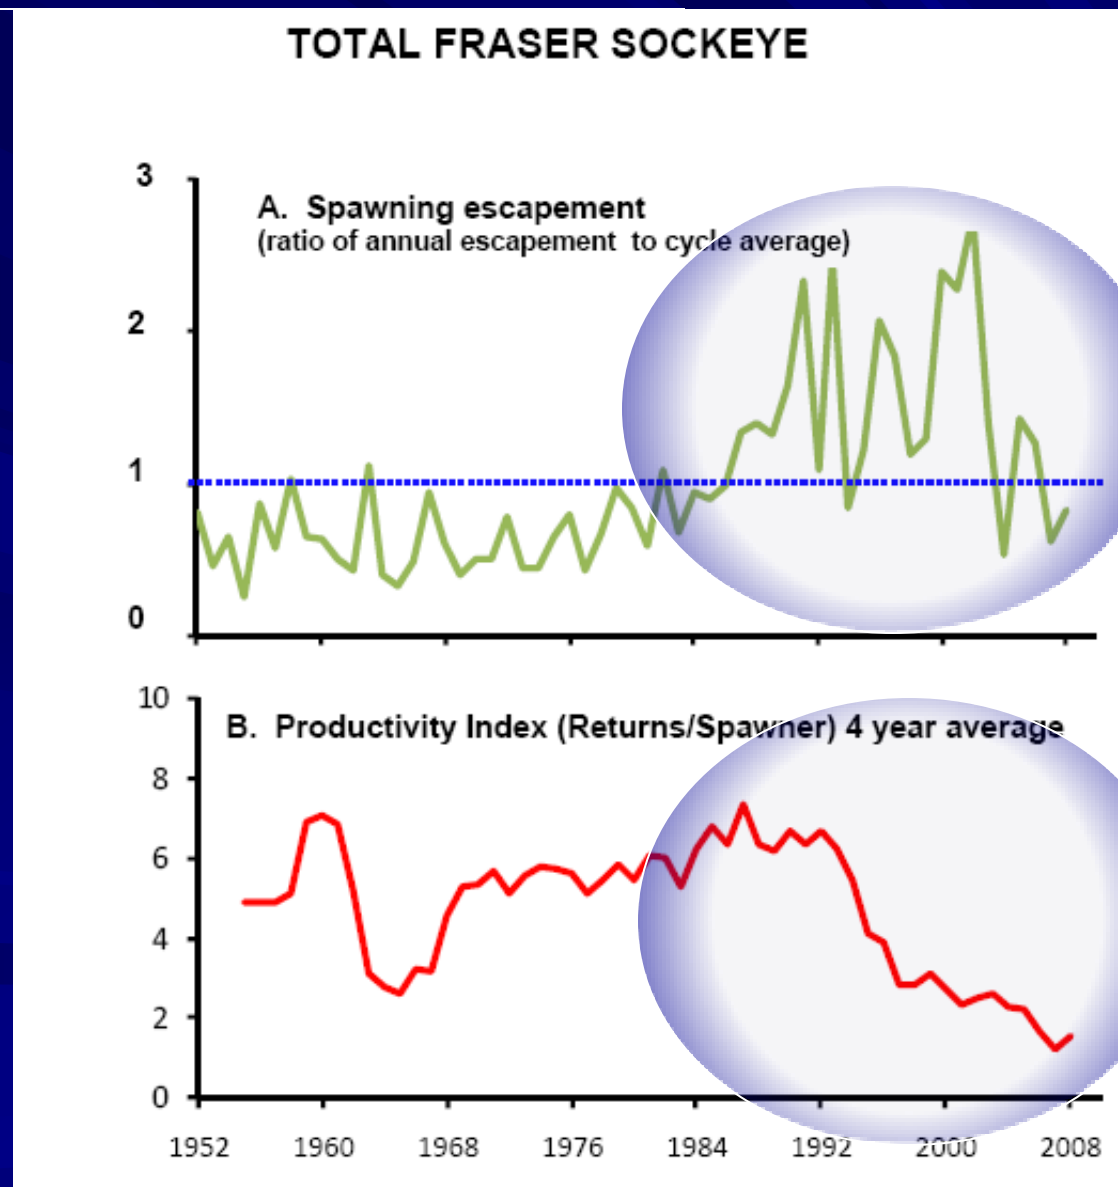 TOTAL FRASER SOCKEYE
3
A. Spawning escapement
(ratio of annual escapement to cycle average)
2
1
0
10
B. Productivity Index (Returns/Spawner) 4 year average
8
6
4
2
0
1952 1960 1968 1976 1984 1992 2000 2008